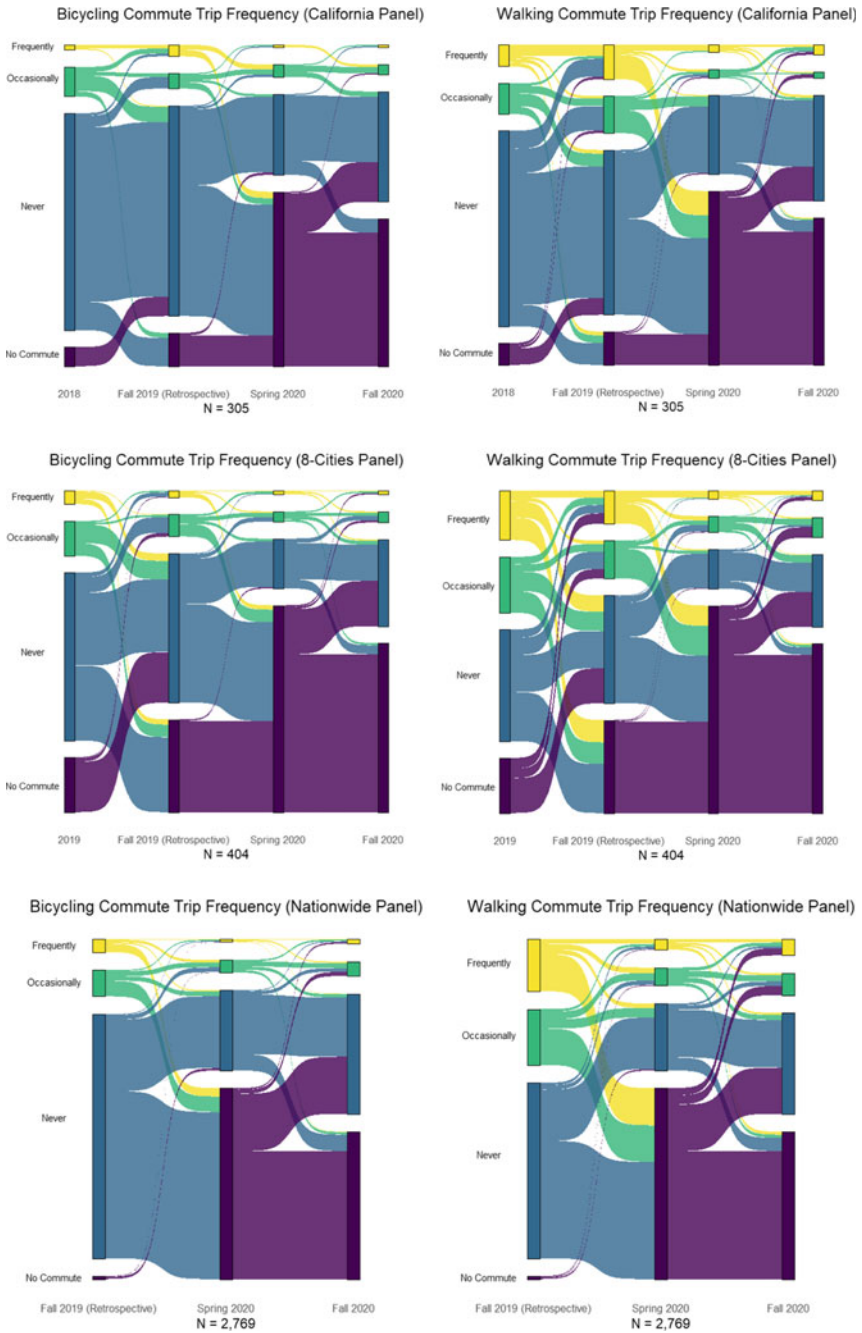 Bicycling Commute Trip Frequency (California Panel)
Frequently
Occasionally
Never
No Commute
2018 Fall 2019 (Retrospective) Spring 2020 Fall 2020
N = 305
Walking Commute Trip Frequency (California Panel)
Frequently
Occasionally
Never
No Commute
2018 Fall 2019 (Retrospective) Spring 2020 Fall 2020
N = 305
Bicycling Commute Trip Frequency (8-Cities Panel)
Frequently
Occasionally
Never
No Commute
2019 Fall 2019 (Retrospective) Spring 2020 Fall 2020
N = 404
Walking Commute Trip Frequency (8-Cities Panel)
Frequently
Occasionally
Never
No Commute
2019 Fall 2019 (Retrospective) Spring 2020 Fall 2020
N = 404
Bicycling Commute Trip Frequency (Nationwide Panel)
Frequently
Occasionally
Never
No Commute
Fall 2019 (Retrospective) Spring 2020 Fall 2020
N = 2,769
Walking Commute Trip Frequency (Nationwide Panel)
Frequently
Occasionally
Never
No Commute
Fall 2019 (Retrospective) Spring 2020 Fall 2020
N = 2,769